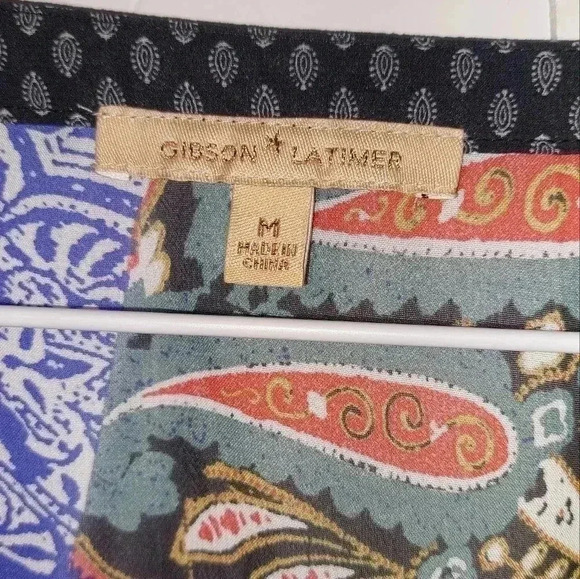 GIBSON * LATIMER
M
MADE IN
CHINA